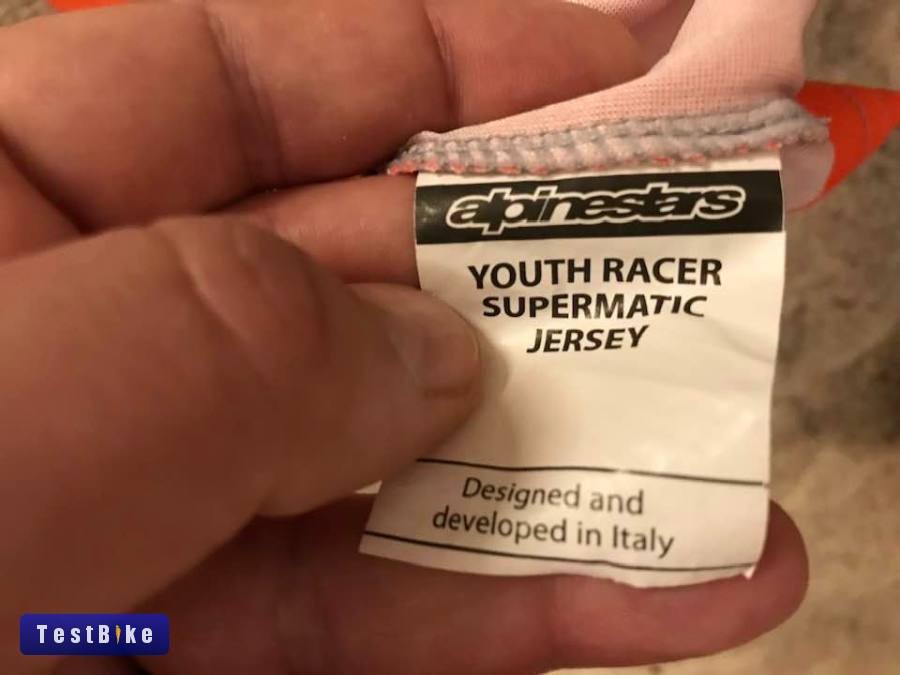 alpinestars
YOUTH RACER
SUPERMATIC
JERSEY
Designed and
developed in Italy
TestBike